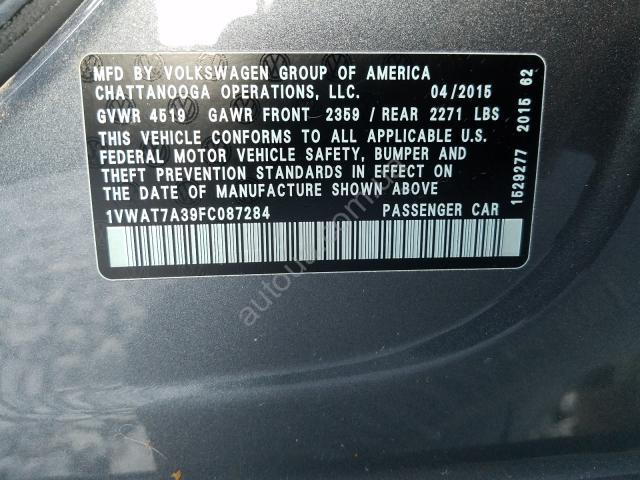 MFD BY VOLKSWAGEN GROUP OF AMERICA
CHATTANOOGA OPERATIONS, LLC. 04/2015
GVWR 4519 GAWR FRONT 2359 / REAR 2271 LBS
THIS VEHICLE CONFORMS TO ALL APPLICABLE U.S.
FEDERAL MOTOR VEHICLE SAFETY, BUMPER AND
THEFT PREVENTION STANDARDS IN EFFECT ON
THE DATE OF MANUFACTURE SHOWN ABOVE
1VWAT7A39FC087284 PASSENGER CAR
1529277 2015 62